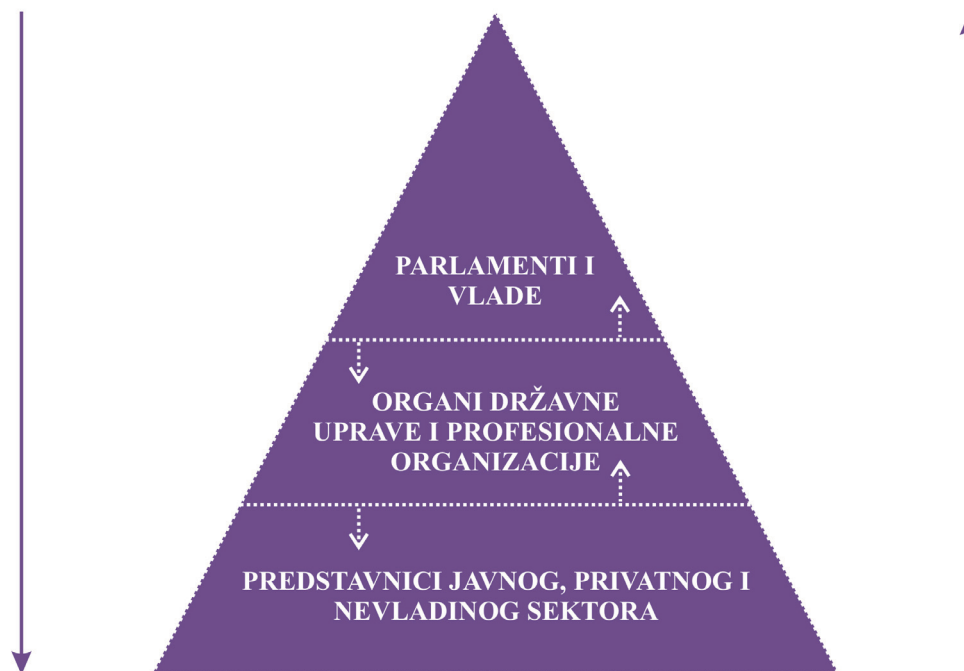 PARLAMENTI I
VLADE
ORGANI DRŽAVNE
UPRAVE I PROFESIONALNE
ORGANIZACIJE
PREDSTAVNICI JAVNOG, PRIVATNOG I
NEVLADINOG SEKTORA